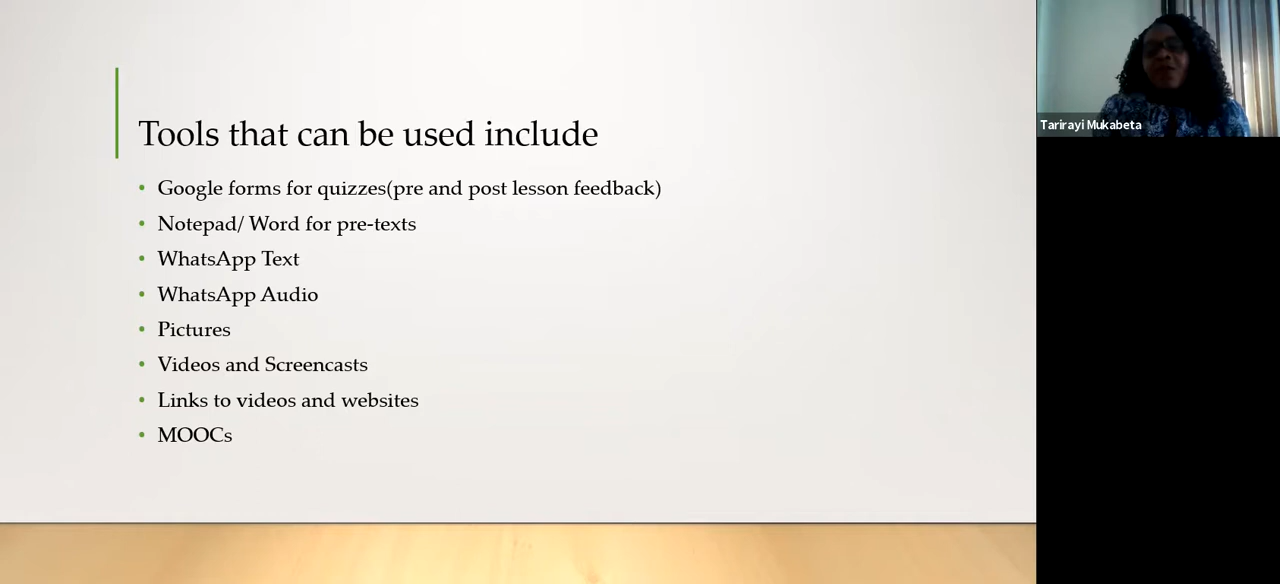 Tools that can be used include
• Google forms for quizzes(pre and post lesson feedback)
• Notepad/ Word for pre-texts
• WhatsApp Text
• WhatsApp Audio
• Pictures
• Videos and Screencasts
• Links to videos and websites
• MOOCs
Tarirayi Mukabeta